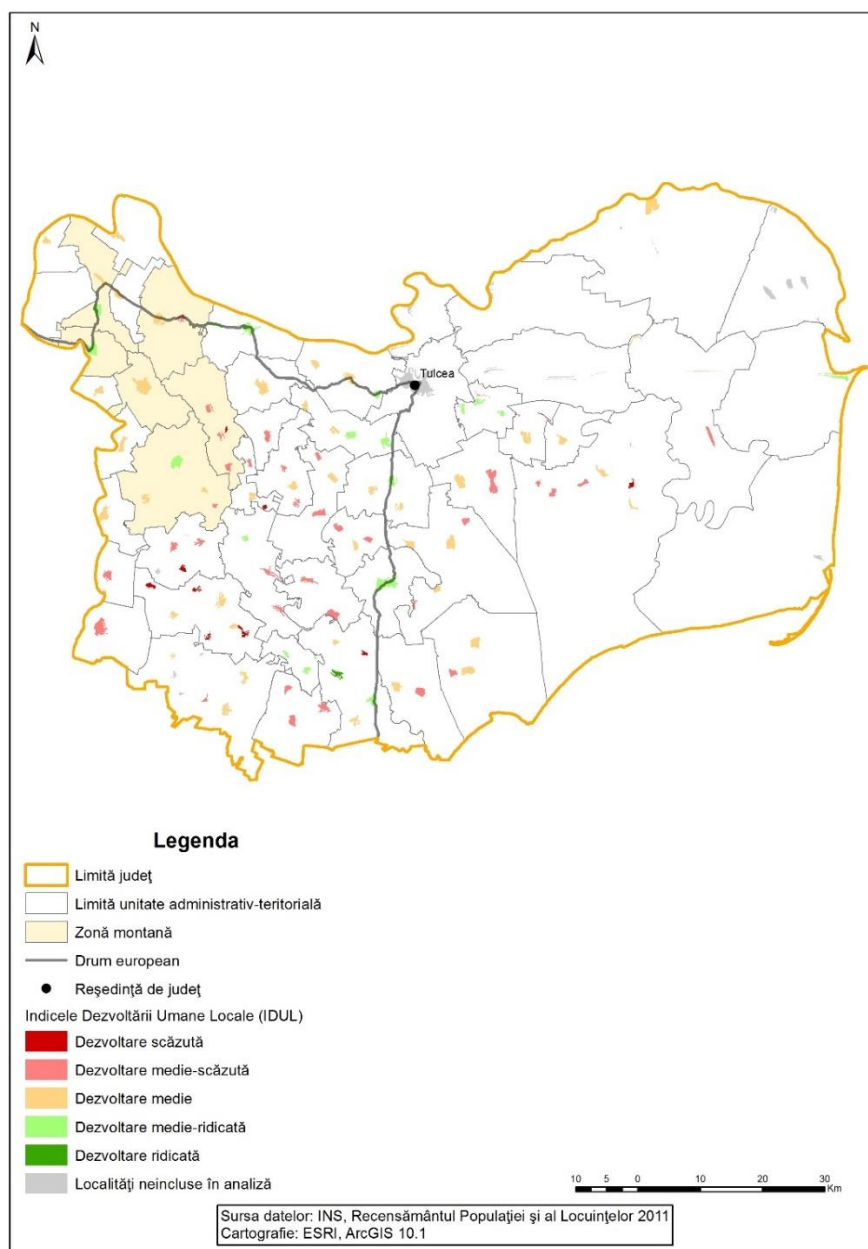 N
Tulcea
Legenda
Limită judeţ
Limită unitate administrativ-teritorială
Zonă montană
Drum european
Reşedinţă de judeţ
Indicele Dezvoltării Umane Locale (IDUL)
Dezvoltare scăzută
Dezvoltare medie-scăzută
Dezvoltare medie
Dezvoltare medie-ridicată
Dezvoltare ridicată
Localităţi neincluse în analiză
10 5 0 10 20 30
Km
Sursa datelor: INS, Recensământul Populaţiei şi al Locuinţelor 2011
Cartografie: ESRI, ArcGIS 10.1